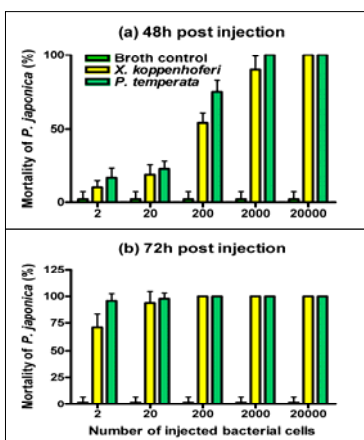 (a) 48h post injection
Mortality of P. japonica (%)
100
50
0
Broth control
X. koppenhoferi
P. temperata
2 20 200 2000 20000
(b) 72h post injection
Mortality of P. japonica (%)
125
100
75
50
25
0
2 20 200 2000 20000
Number of injected bacterial cells